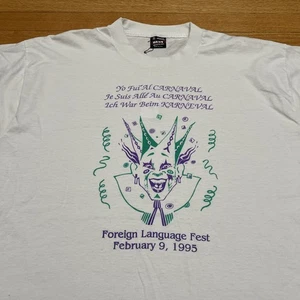 Yo Fui Al CARNAVAL
Je Suis Allé Au CARNAVAL
Ich War Beim KARNEVAL
Foreign Language Fest
February 9, 1995